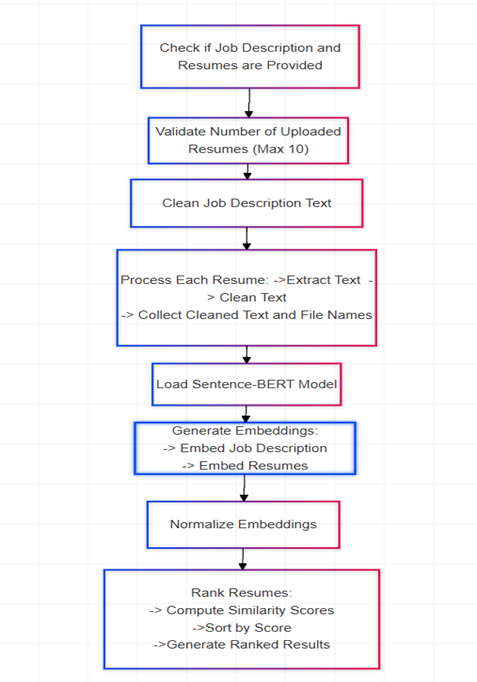 Check if Job Description and
Resumes are Provided
Validate Number of Uploaded
Resumes (Max 10)
Clean Job Description Text
Process Each Resume: ->Extract Text -
> Clean Text
-> Collect Cleaned Text and File Names
Load Sentence-BERT Model
Generate Embeddings:
-> Embed Job Description
-> Embed Resumes
Normalize Embeddings
Rank Resumes:
-> Compute Similarity Scores
->Sort by Score
->Generate Ranked Results